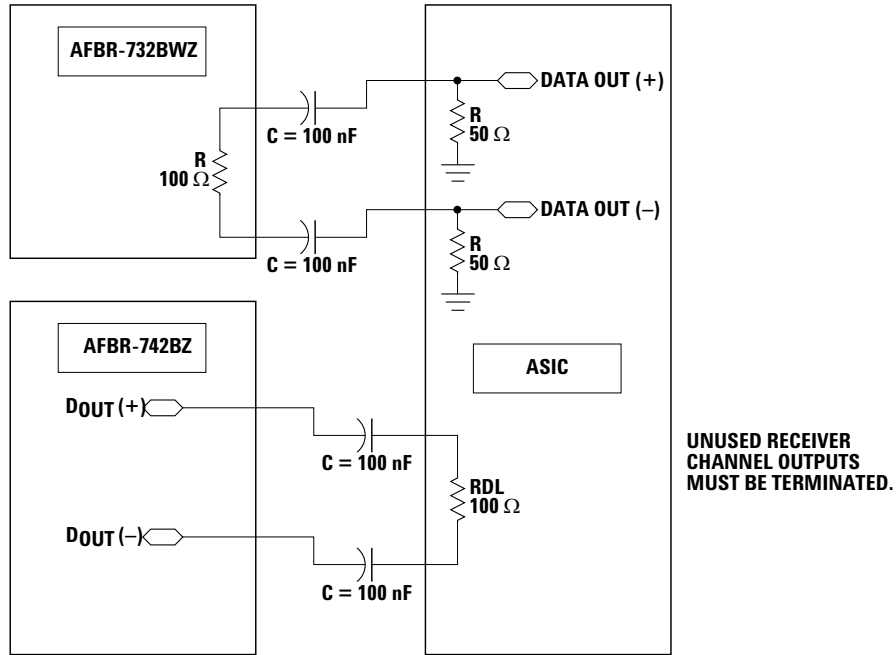 AFBR-732BWZ
DATA OUT (+)
R
50 Ω
C = 100 nF
R
100 Ω
DATA OUT (–)
R
50 Ω
C = 100 nF
AFBR-742BZ
ASIC
DOUT (+)
C = 100 nF
RDL
100 Ω
DOUT (–)
C = 100 nF
UNUSED RECEIVER
CHANNEL OUTPUTS
MUST BE TERMINATED.